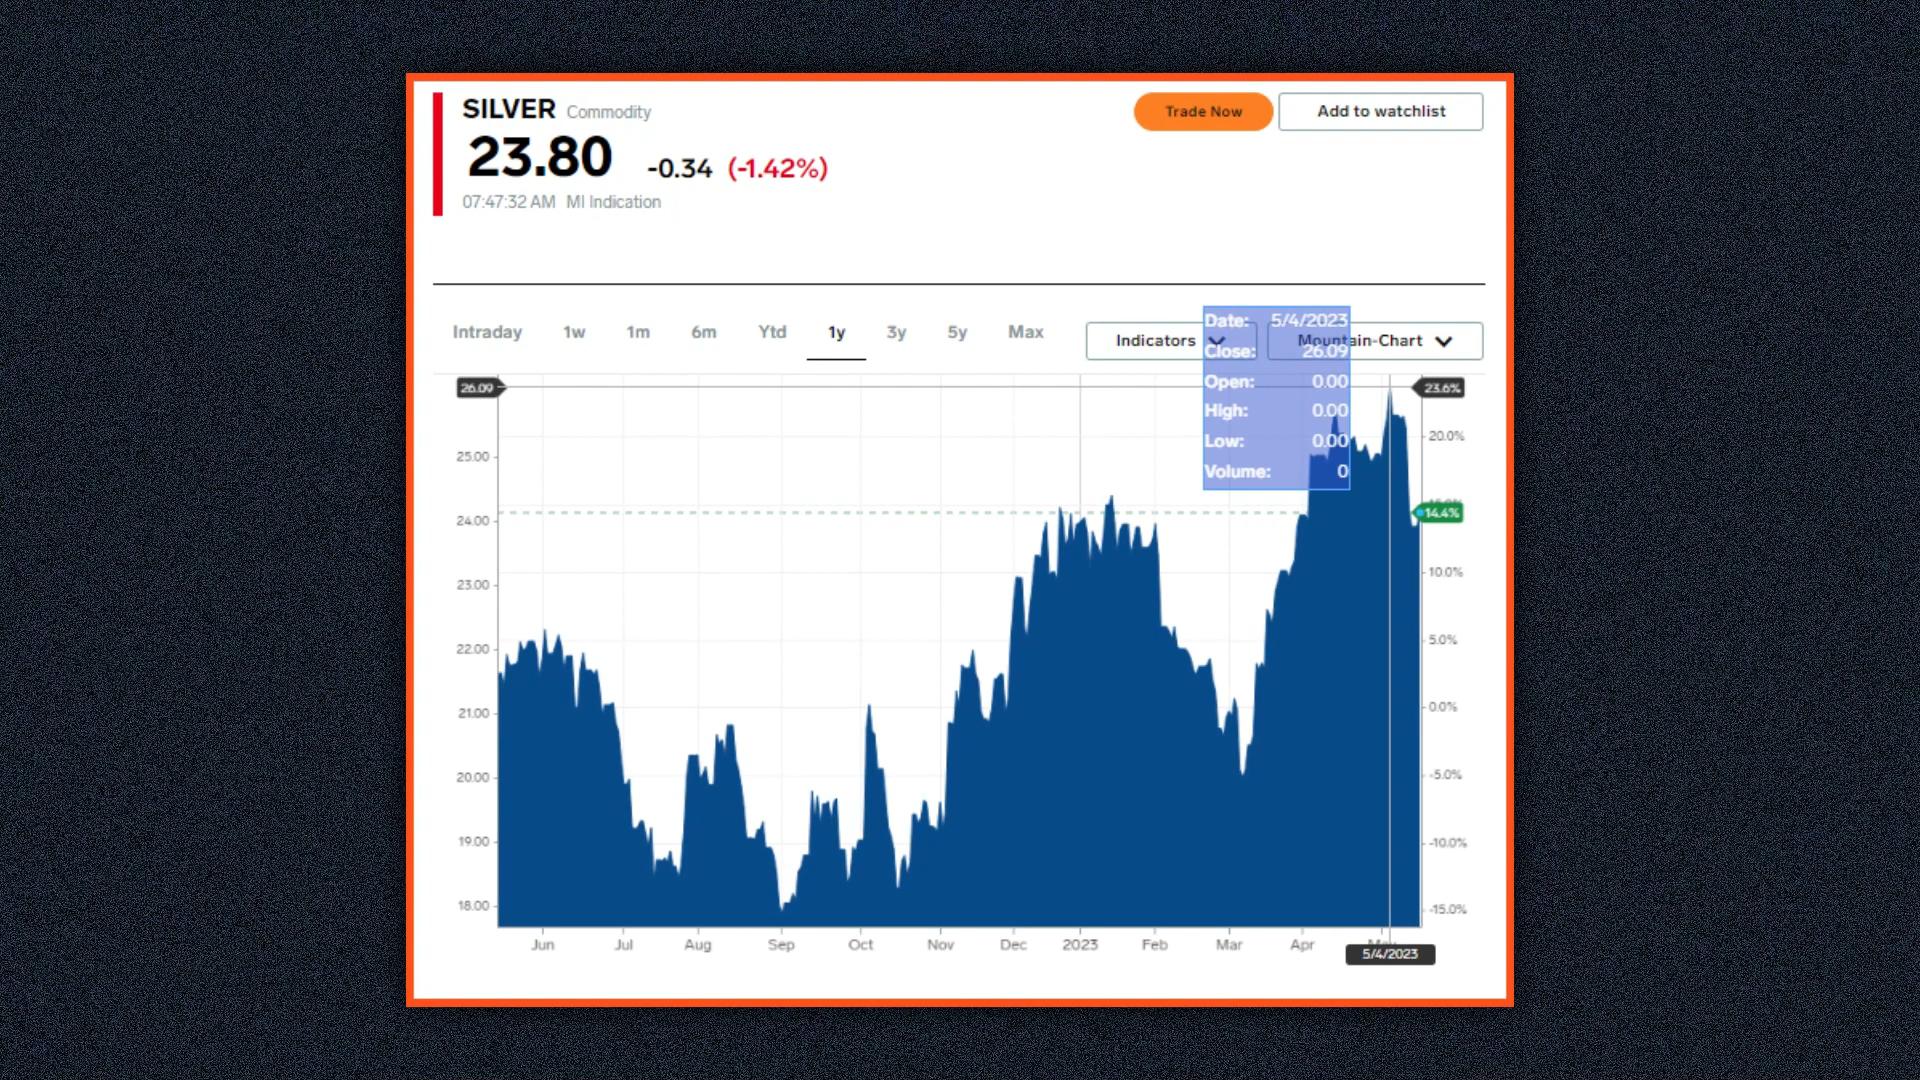 SILVER Commodity
Trade Now
Add to watchlist
23.80 -0.34 (-1.42%)
07:47:32 AM MI Indication
Intraday 1w 1m 6m Ytd 1y 3y 5y Max
Indicators
Mountain-Chart
Date: 5/4/2023
Close: 26.09
Open: 0.00
High: 0.00
Low: 0.00
Volume: 0
26.09
25.00
24.00
23.00
22.00
21.00
20.00
19.00
18.00
23.6%
20.0%
14.4%
10.0%
5.0%
0.0%
-5.0%
-10.0%
-15.0%
Jun Jul Aug Sep Oct Nov Dec 2023 Feb Mar Apr
5/4/2023